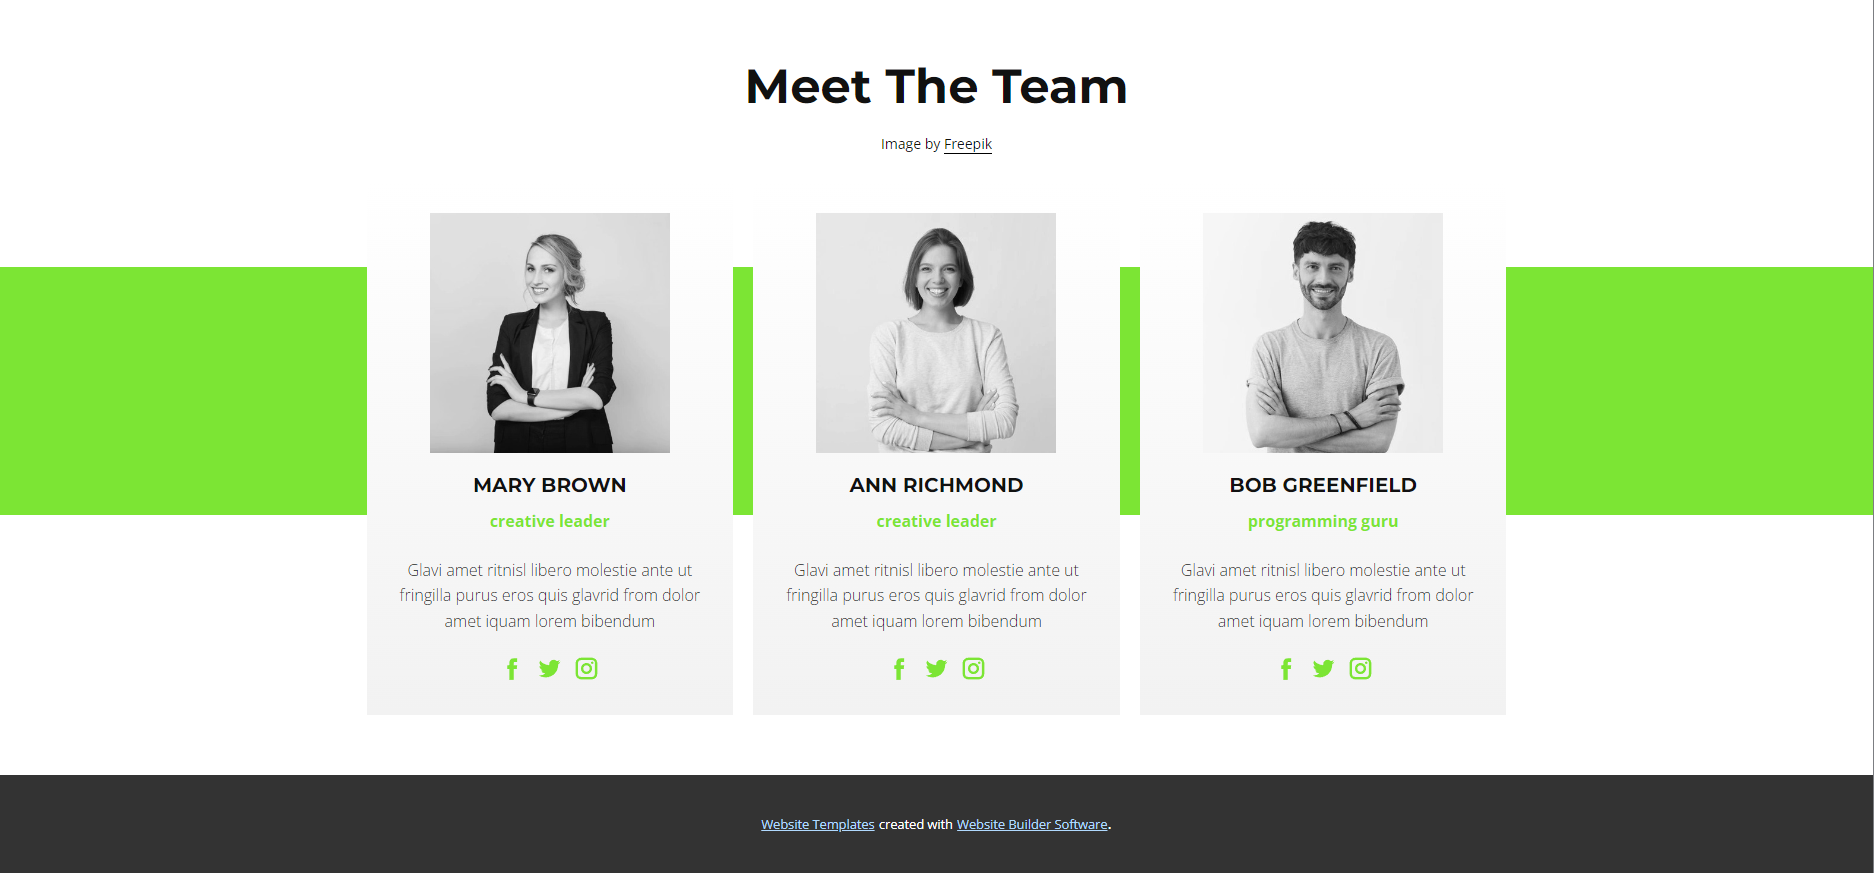 Meet The Team
Image by Freepik
MARY BROWN
creative leader
Glavi amet ritnisl libero molestie ante ut
fringilla purus eros quis glavrid from dolor
amet iquam lorem bibendum
ANN RICHMOND
creative leader
Glavi amet ritnisl libero molestie ante ut
fringilla purus eros quis glavrid from dolor
amet iquam lorem bibendum
BOB GREENFIELD
programming guru
Glavi amet ritnisl libero molestie ante ut
fringilla purus eros quis glavrid from dolor
amet iquam lorem bibendum
Website Templates created with Website Builder Software.